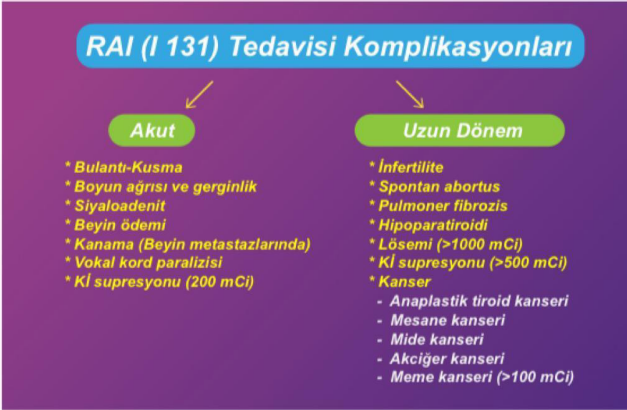 RAI (I 131) Tedavisi Komplikasyonları
Akut
* Bulantı-Kusma
* Boyun ağrısı ve gerginlik
* Siyaloadenit
* Beyin ödemi
* Kanama (Beyin metastazlarında)
* Vokal kord paralizisi
* Kİ supresyonu (200 mCi)
Uzun Dönem
* İnfertilite
* Spontan abortus
* Pulmoner fibrozis
* Hipoparatiroidi
* Lösemi (>1000 mCi)
* Kİ supresyonu (>500 mCi)
* Kanser
- Anaplastik tiroid kanseri
- Mesane kanseri
- Mide kanseri
- Akciğer kanseri
- Meme kanseri (>100 mCi)